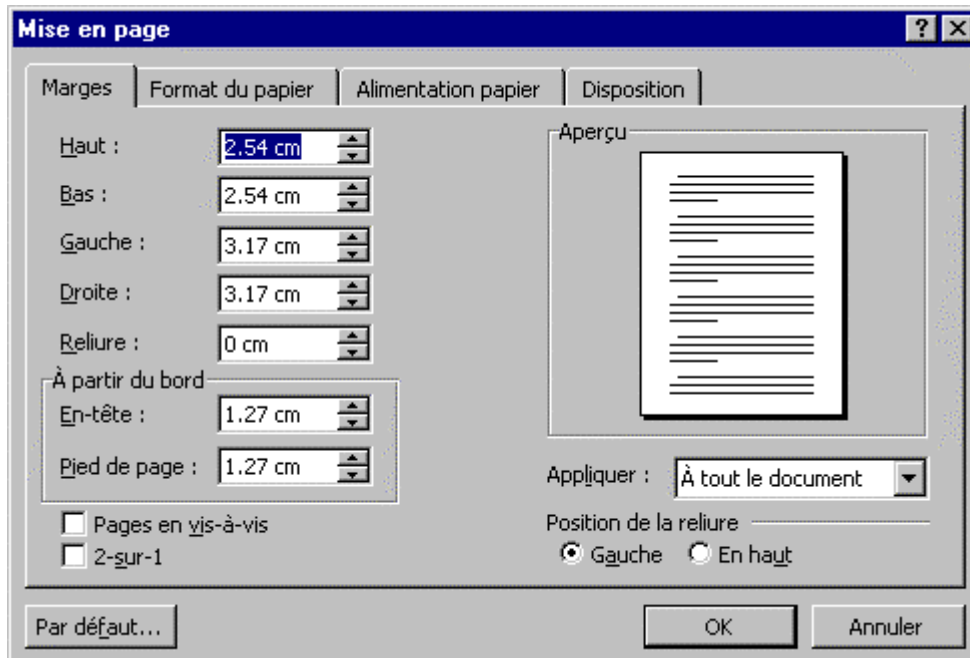 Mise en page
Marges Format du papier Alimentation papier Disposition
Haut : 2.54 cm
Bas : 2.54 cm
Gauche : 3.17 cm
Droite : 3.17 cm
Reliure : 0 cm
À partir du bord
En-tête : 1.27 cm
Pied de page : 1.27 cm
Pages en vis-à-vis
2-sur-1
Aperçu
Appliquer : À tout le document
Position de la reliure
Gauche En haut
Par défaut... OK Annuler